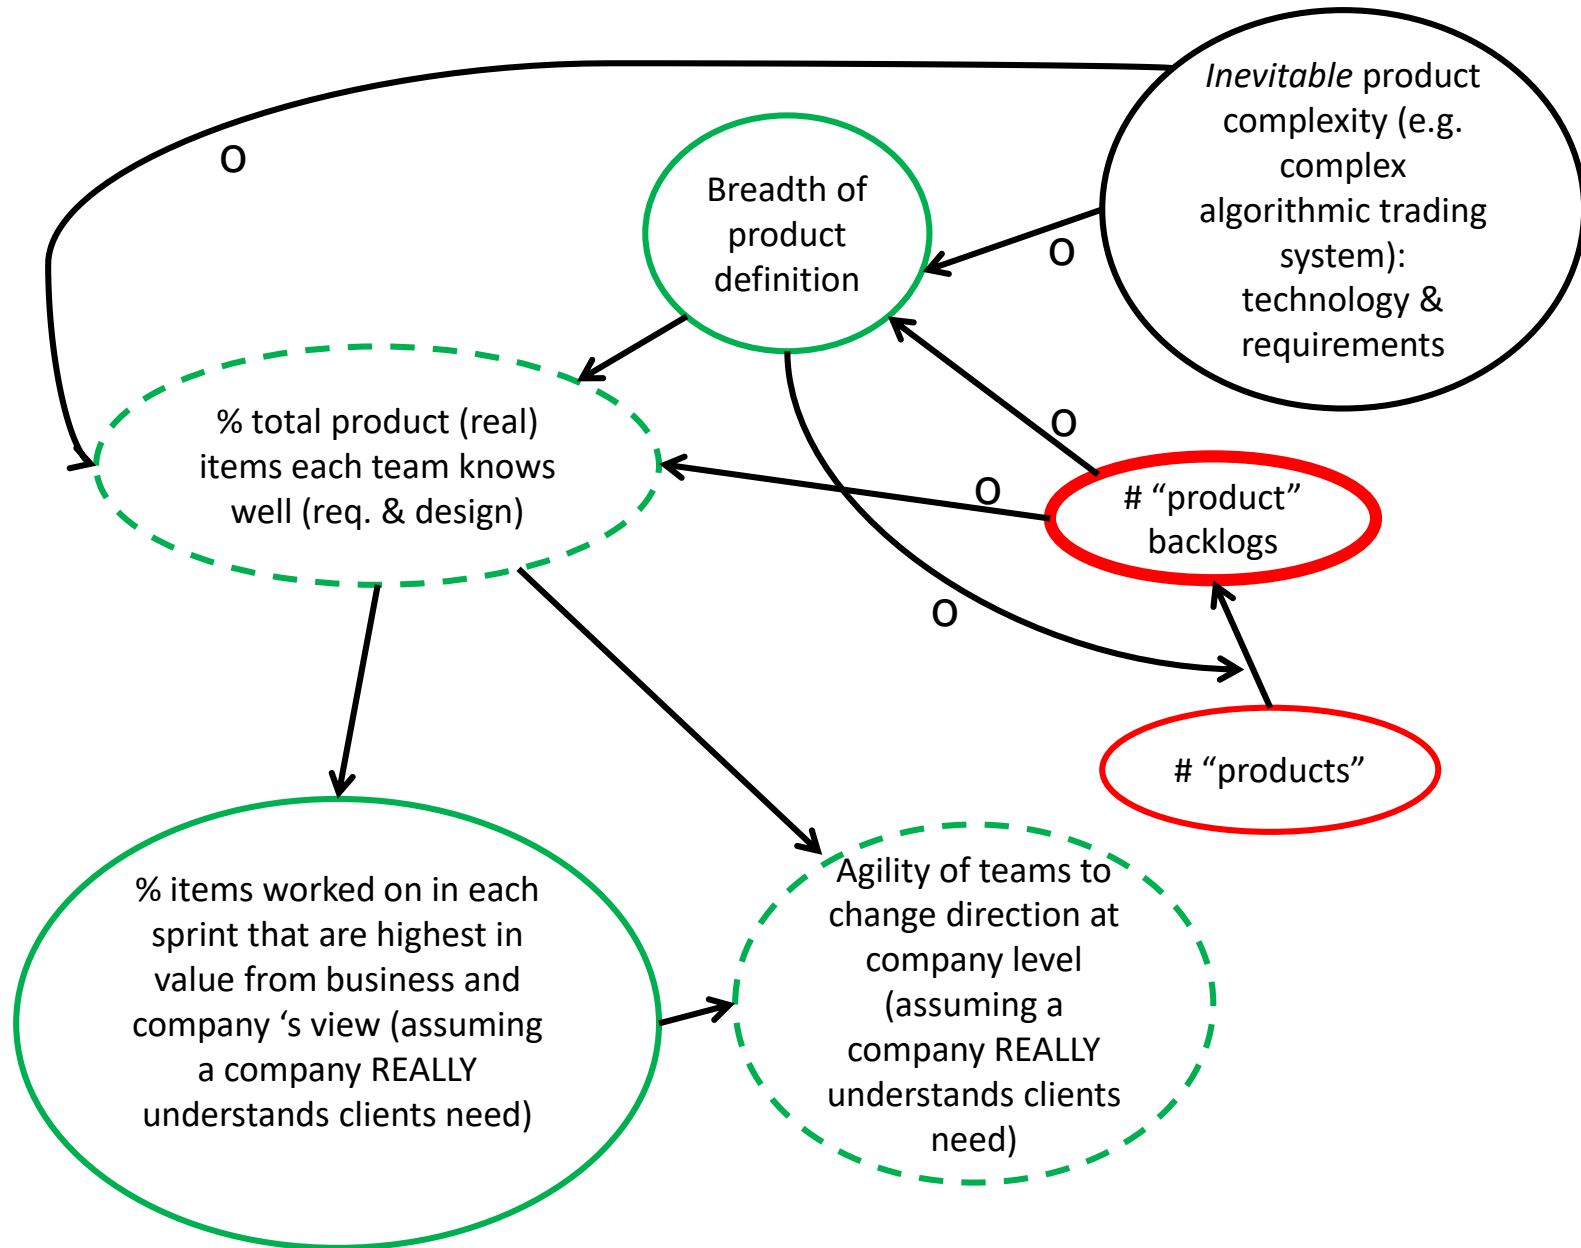 Inevitable product
complexity (e.g.
complex
algorithmic trading
system):
technology &
requirements
o
Breadth of
product
definition
o
% total product (real)
items each team knows
well (req. & design)
o
o
# “product”
backlogs
o
# “products”
% items worked on in each
sprint that are highest in
value from business and
company ‘s view (assuming
a company REALLY
understands clients need)
Agility of teams to
change direction at
company level
(assuming a
company REALLY
understands clients
need)